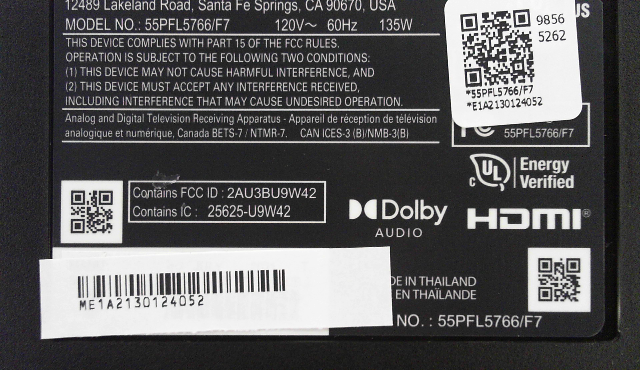 12489 Lakeland Road, Santa Fe Springs, CA 90670, USA
MODEL NO.: 55PFL5766/F7 120V~ 60Hz 135W
THIS DEVICE COMPLIES WITH PART 15 OF THE FCC RULES.
OPERATION IS SUBJECT TO THE FOLLOWING TWO CONDITIONS:
(1) THIS DEVICE MAY NOT CAUSE HARMFUL INTERFERENCE, AND
(2) THIS DEVICE MUST ACCEPT ANY INTERFERENCE RECEIVED,
INCLUDING INTERFERENCE THAT MAY CAUSE UNDESIRED OPERATION.
Analog and Digital Television Receiving Apparatus - Appareil de réception de télévision
analogique et numérique, Canada BETS-7 / NTMR-7. CAN ICES-3 (B)/NMB-3(B)
US
9856
5262
*55PFL5766/F7
*E1A2130124052
55PFL5766/F7
c UL Energy
Verified
Contains FCC ID : 2AU3BU9W42
Contains IC : 25625-U9W42
Dolby
AUDIO
HDMI®
DE IN THAILAND
EN THAÏLANDE
NO. : 55PFL5766/F7
ME1A2130124052